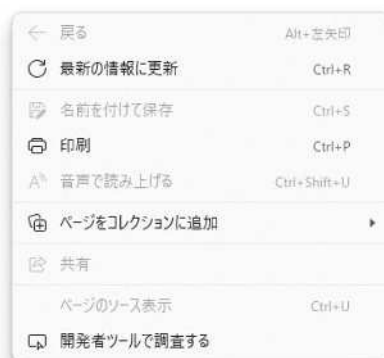 戻る Alt+左矢印
最新の情報に更新 Ctrl+R
名前を付けて保存 Ctrl+S
印刷 Ctrl+P
音声で読み上げる Ctrl+Shift+U
ページをコレクションに追加
共有
ページのソース表示 Ctrl+U
開発者ツールで調査する